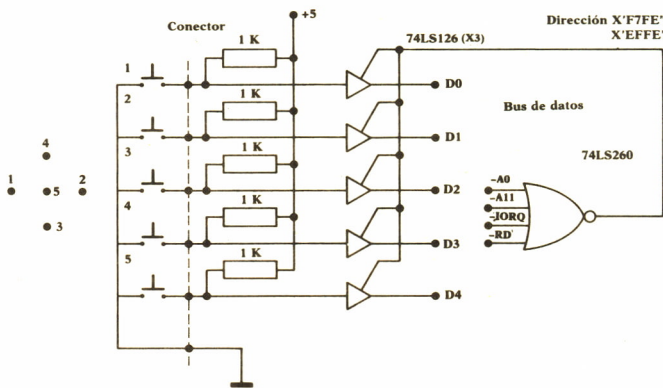 Conector
+5
Dirección X'F7FE'
X'EFFE'
74LS126 (X3)
1 K
1
D0
2
1 K
Bus de datos
3
D1
74LS260
4
1 K
-A0
1
5
2
D2
-A11
4
-IORQ
3
1 K
-RD
D3
5
1 K
D4